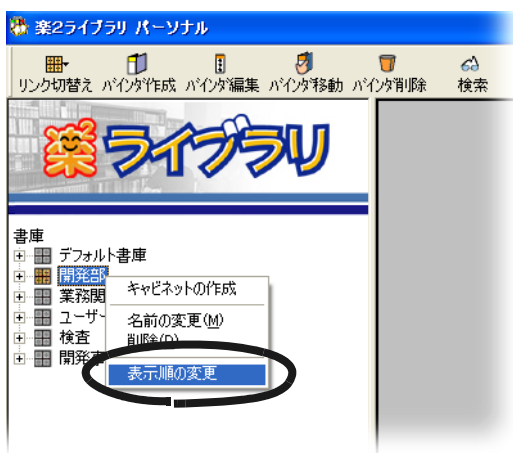 楽2ライブラリ パーソナル
リンク切替え バインダ作成 バインダ編集 バインダ移動 バインダ削除 検索
楽2ライブラリ
書庫
デフォルト書庫
開発部
キャビネットの作成
業務関
ユーザー
名前の変更(M)
検査
削除(D)
開発
表示順の変更